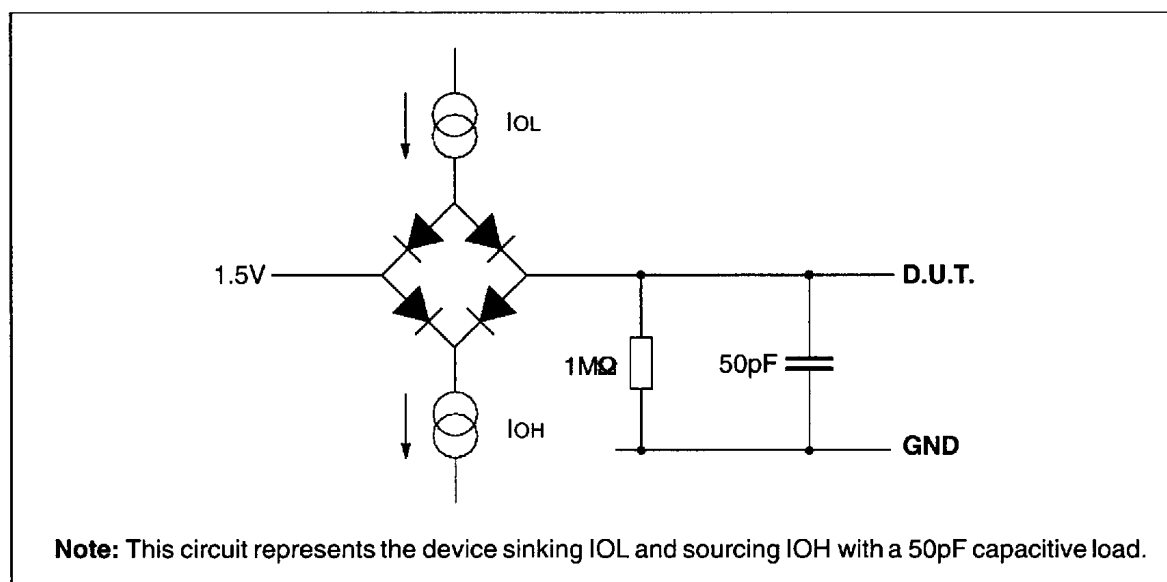 IOL
1.5V
D.U.T.
1MΩ
50pF
IOH
GND
Note: This circuit represents the device sinking IOL and sourcing IOH with a 50pF capacitive load.